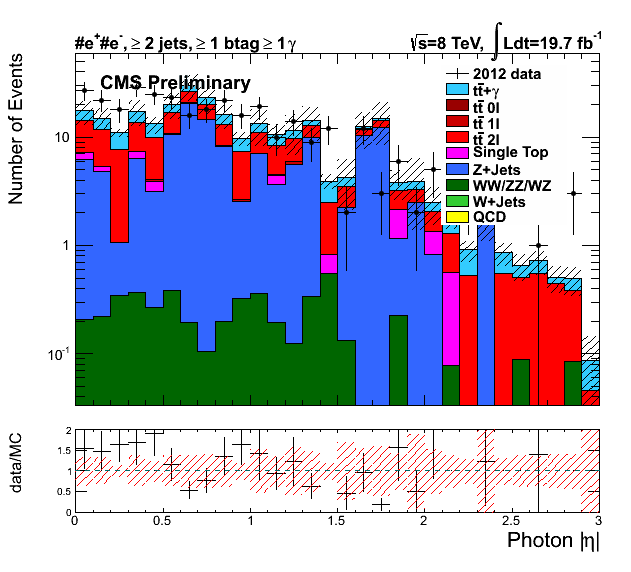 #e⁺#e⁻, ≥ 2 jets, ≥ 1 btag ≥ 1γ
√s=8 TeV, ∫Ldt=19.7 fb⁻¹
CMS Preliminary
2012 data
tt̄+γ
tt̄ 0l
tt̄ 1l
tt̄ 2l
Single Top
Z+Jets
WW/ZZ/WZ
W+Jets
QCD
Number of Events
10
1
10⁻¹
data/MC
2
1.5
1
0.5
0
0 0.5 1 1.5 2 2.5 3
Photon |η|